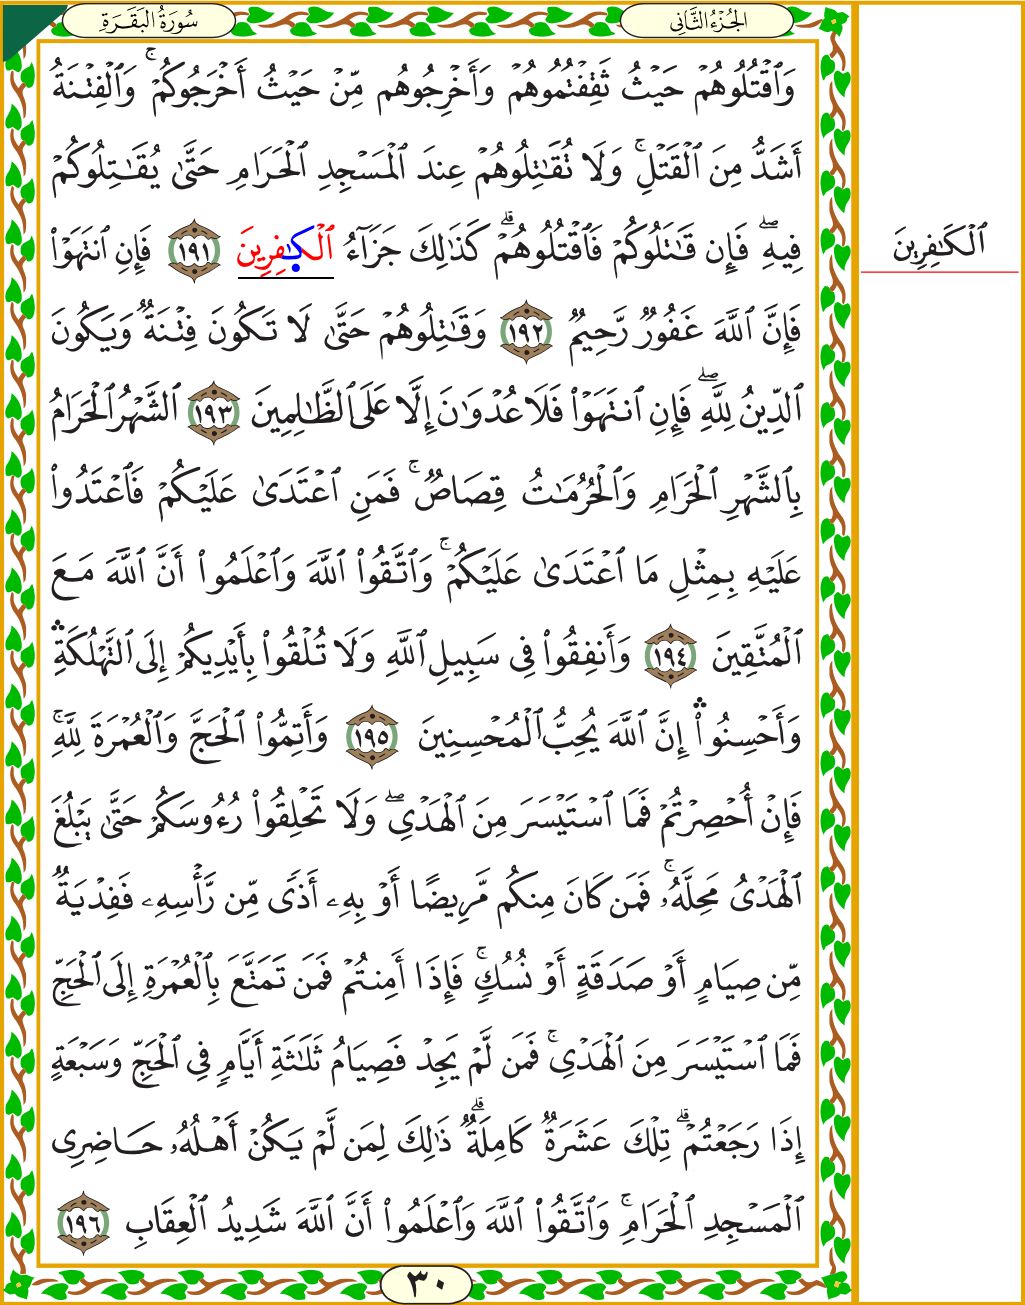 سُورَةُ البَقَرَةِ
الجُزْءُ الثَّانِي
وَٱقْتُلُوهُمْ حَيْثُ ثَقِفْتُمُوهُمْ وَأَخْرِجُوهُم مِّنْ حَيْثُ أَخْرَجُوكُمْ ۚ وَٱلْفِتْنَةُ
أَشَدُّ مِنَ ٱلْقَتْلِ ۚ وَلَا تُقَـٰتِلُوهُمْ عِندَ ٱلْمَسْجِدِ ٱلْحَرَامِ حَتَّىٰ يُقَـٰتِلُوكُمْ
فِيهِ ۖ فَإِن قَـٰتَلُوكُمْ فَٱقْتُلُوهُمْ ۗ كَذَٰلِكَ جَزَآءُ ٱلْكَـٰفِرِينَ ١٩١ فَإِنِ ٱنتَهَوْا۟
ٱلْكَـٰفِرِينَ
فَإِنَّ ٱللَّهَ غَفُورٌ رَّحِيمٌ ١٩٢ وَقَـٰتِلُوهُمْ حَتَّىٰ لَا تَكُونَ فِتْنَةٌ وَيَكُونَ
ٱلدِّينُ لِلَّهِ ۖ فَإِنِ ٱنتَهَوْا۟ فَلَا عُدْوَٰنَ إِلَّا عَلَى ٱلظَّـٰلِمِينَ ١٩٣ ٱلشَّهْرُ ٱلْحَرَامُ
بِٱلشَّهْرِ ٱلْحَرَامِ وَٱلْحُرُمَـٰتُ قِصَاصٌ ۚ فَمَنِ ٱعْتَدَىٰ عَلَيْكُمْ فَٱعْتَدُوا۟
عَلَيْهِ بِمِثْلِ مَا ٱعْتَدَىٰ عَلَيْكُمْ ۚ وَٱتَّقُوا۟ ٱللَّهَ وَٱعْلَمُوٓا۟ أَنَّ ٱللَّهَ مَعَ
ٱلْمُتَّقِينَ ١٩٤ وَأَنفِقُوا۟ فِى سَبِيلِ ٱللَّهِ وَلَا تُلْقُوا۟ بِأَيْدِيكُمْ إِلَى ٱلتَّهْلُكَةِ ۛ
وَأَحْسِنُوٓا۟ ۛ إِنَّ ٱللَّهَ يُحِبُّ ٱلْمُحْسِنِينَ ١٩٥ وَأَتِمُّوا۟ ٱلْحَجَّ وَٱلْعُمْرَةَ لِلَّهِ ۚ
فَإِنْ أُحْصِرْتُمْ فَمَا ٱسْتَيْسَرَ مِنَ ٱلْهَدْىِ ۖ وَلَا تَحْلِقُوا۟ رُءُوسَكُمْ حَتَّىٰ يَبْلُغَ
ٱلْهَدْىُ مَحِلَّهُۥ ۚ فَمَن كَانَ مِنكُم مَّرِيضًا أَوْ بِهِۦٓ أَذًى مِّن رَّأْسِهِۦ فَفِدْيَةٌ
مِّن صِيَامٍ أَوْ صَدَقَةٍ أَوْ نُسُكٍ ۚ فَإِذَآ أَمِنتُمْ فَمَن تَمَتَّعَ بِٱلْعُمْرَةِ إِلَى ٱلْحَجِّ
فَمَا ٱسْتَيْسَرَ مِنَ ٱلْهَدْىِ ۚ فَمَن لَّمْ يَجِدْ فَصِيَامُ ثَلَـٰثَةِ أَيَّامٍ فِى ٱلْحَجِّ وَسَبْعَةٍ
إِذَا رَجَعْتُمْ ۗ تِلْكَ عَشَرَةٌ كَامِلَةٌ ۗ ذَٰلِكَ لِمَن لَّمْ يَكُنْ أَهْلُهُۥ حَاضِرِى
ٱلْمَسْجِدِ ٱلْحَرَامِ ۚ وَٱتَّقُوا۟ ٱللَّهَ وَٱعْلَمُوٓا۟ أَنَّ ٱللَّهَ شَدِيدُ ٱلْعِقَابِ ١٩٦
٣٠